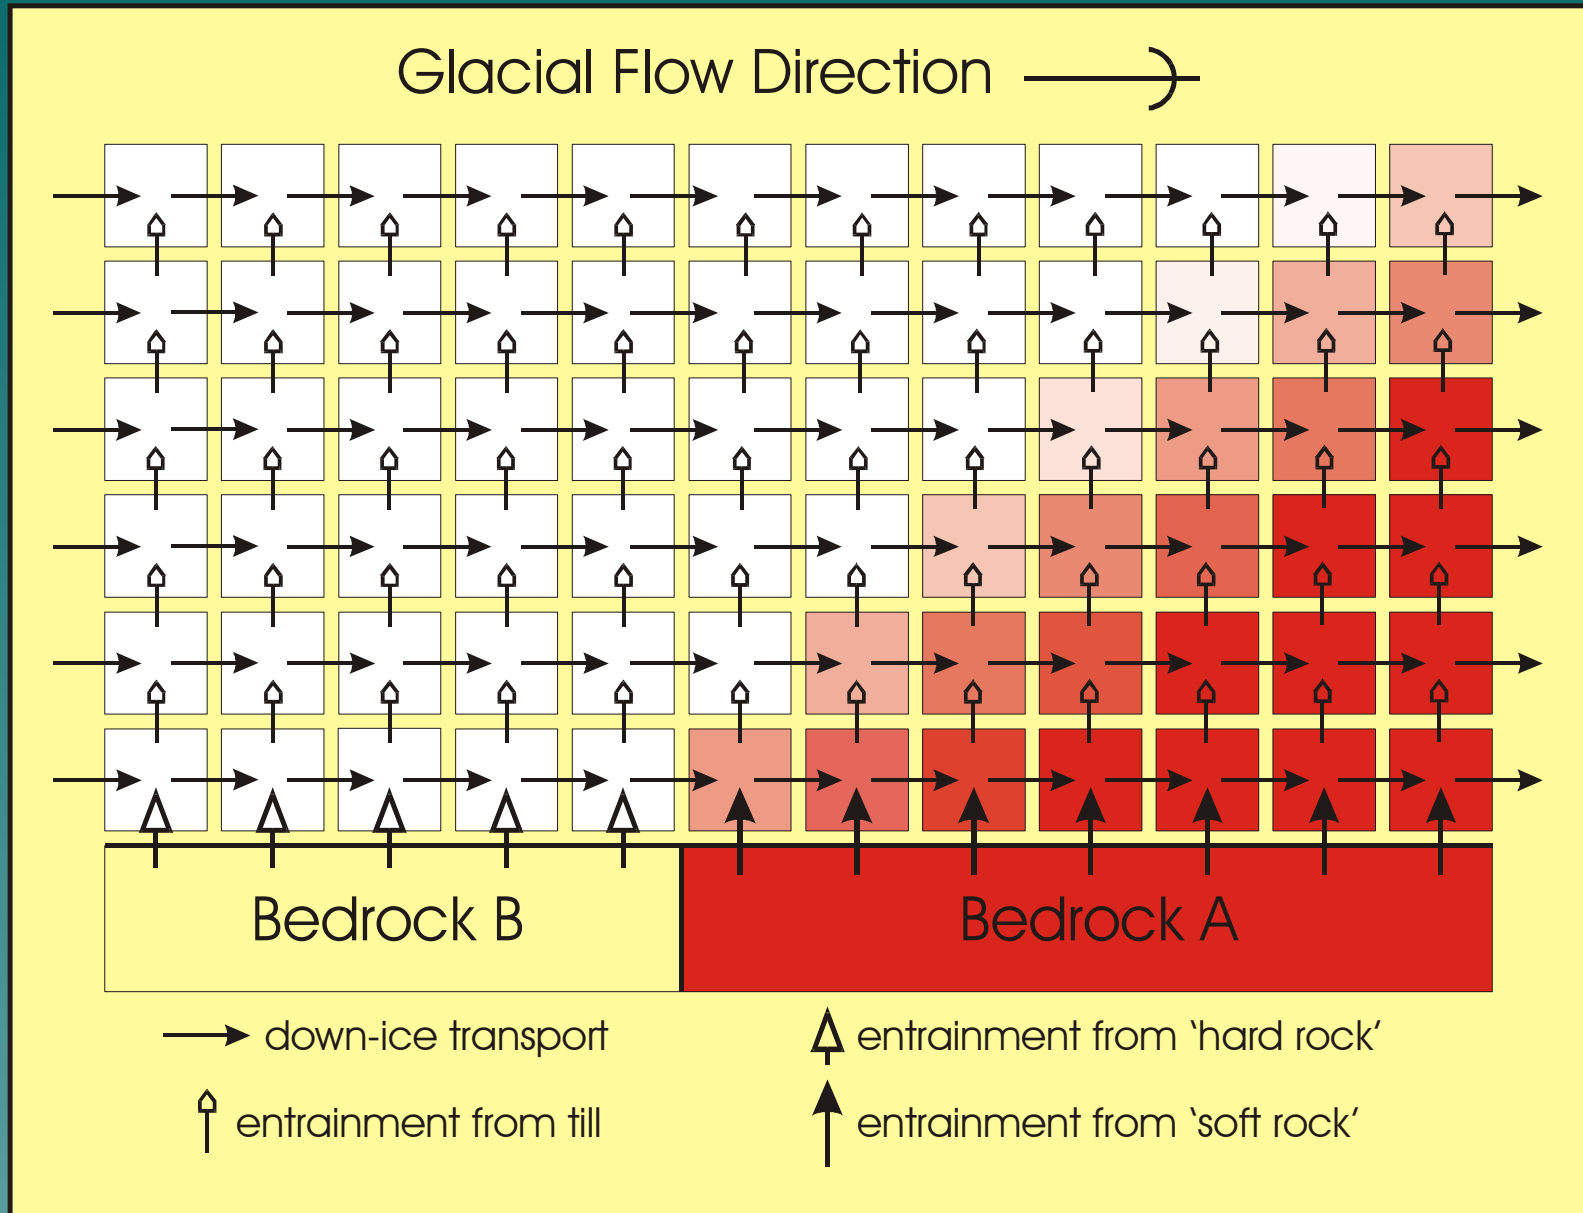 Glacial Flow Direction
Bedrock B
Bedrock A
down-ice transport
entrainment from 'hard rock'
entrainment from till
entrainment from 'soft rock'